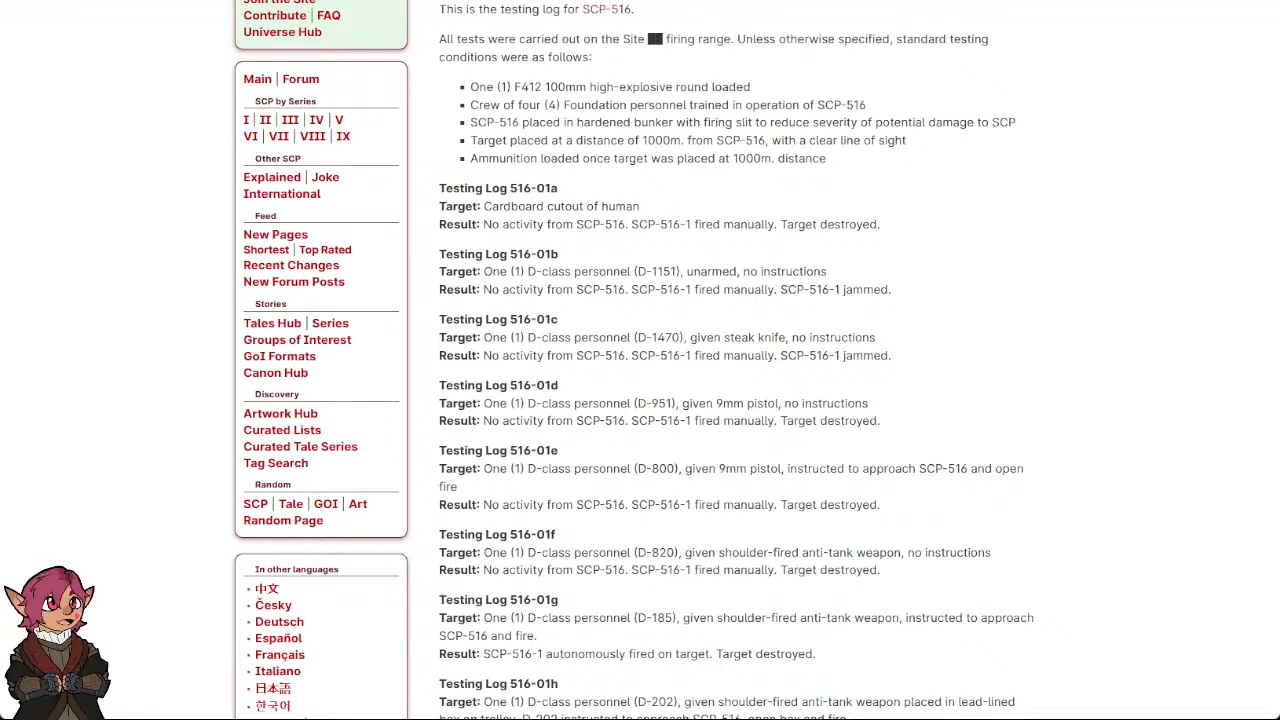 Join the Site
Contribute | FAQ
Universe Hub
Main | Forum
SCP by Series
I | II | III | IV | V
VI | VII | VIII | IX
Other SCP
Explained | Joke
International
Feed
New Pages
Shortest | Top Rated
Recent Changes
New Forum Posts
Stories
Tales Hub | Series
Groups of Interest
GoI Formats
Canon Hub
Discovery
Artwork Hub
Curated Lists
Curated Tale Series
Tag Search
Random
SCP | Tale | GOI | Art
Random Page
In other languages
中文
Česky
Deutsch
Español
Français
Italiano
日本語
한국어
This is the testing log for SCP-516.
All tests were carried out on the Site ██ firing range. Unless otherwise specified, standard testing
conditions were as follows:
One (1) F412 100mm high-explosive round loaded
Crew of four (4) Foundation personnel trained in operation of SCP-516
SCP-516 placed in hardened bunker with firing slit to reduce severity of potential damage to SCP
Target placed at a distance of 1000m. from SCP-516, with a clear line of sight
Ammunition loaded once target was placed at 1000m. distance
Testing Log 516-01a
Target: Cardboard cutout of human
Result: No activity from SCP-516. SCP-516-1 fired manually. Target destroyed.
Testing Log 516-01b
Target: One (1) D-class personnel (D-1151), unarmed, no instructions
Result: No activity from SCP-516. SCP-516-1 fired manually. SCP-516-1 jammed.
Testing Log 516-01c
Target: One (1) D-class personnel (D-1470), given steak knife, no instructions
Result: No activity from SCP-516. SCP-516-1 fired manually. SCP-516-1 jammed.
Testing Log 516-01d
Target: One (1) D-class personnel (D-951), given 9mm pistol, no instructions
Result: No activity from SCP-516. SCP-516-1 fired manually. Target destroyed.
Testing Log 516-01e
Target: One (1) D-class personnel (D-800), given 9mm pistol, instructed to approach SCP-516 and open
fire
Result: No activity from SCP-516. SCP-516-1 fired manually. Target destroyed.
Testing Log 516-01f
Target: One (1) D-class personnel (D-820), given shoulder-fired anti-tank weapon, no instructions
Result: No activity from SCP-516. SCP-516-1 fired manually. Target destroyed.
Testing Log 516-01g
Target: One (1) D-class personnel (D-185), given shoulder-fired anti-tank weapon, instructed to approach
SCP-516 and fire.
Result: SCP-516-1 autonomously fired on target. Target destroyed.
Testing Log 516-01h
Target: One (1) D-class personnel (D-202), given shoulder-fired anti-tank weapon placed in lead-lined
box on trolley. D-202 instructed to approach SCP-516, open box and fire.